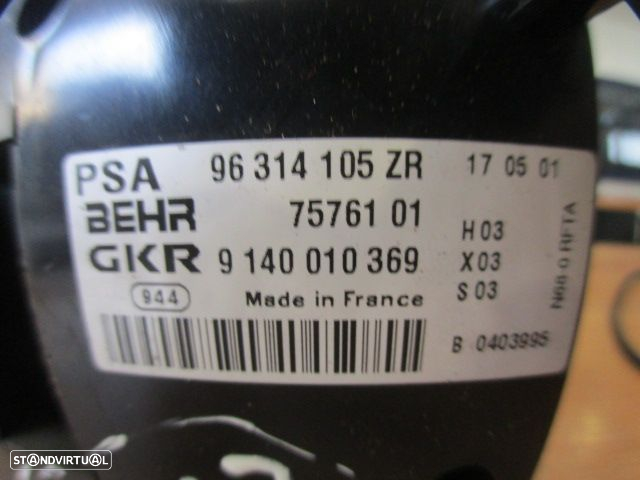 PSA 96 314 105 ZR 17 05 01
BEHR 75761 01
H 03
GKR 9 140 010 369
X 03
944 Made in France
S 03
B 0403995
N68 0 RFTA
STANDVIRTUAL